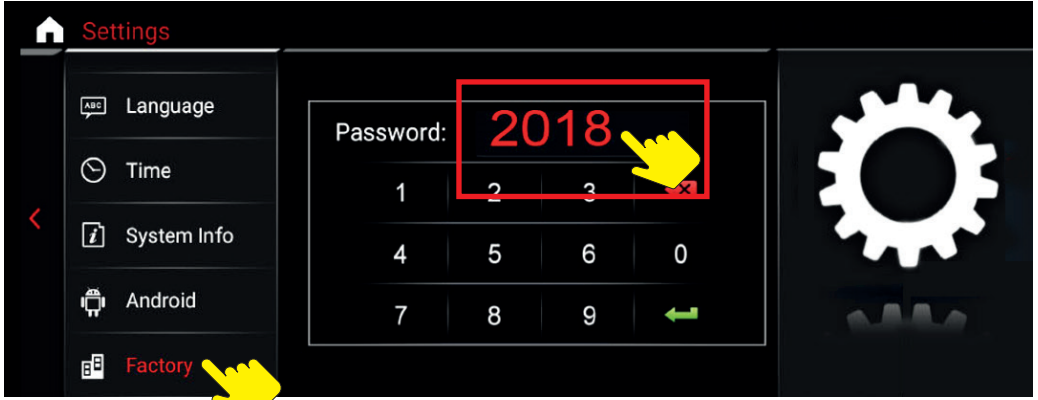 Settings
ABC Language
Time
i System Info
Android
Factory
Password: 2018
1 2 3
4 5 6 0
7 8 9